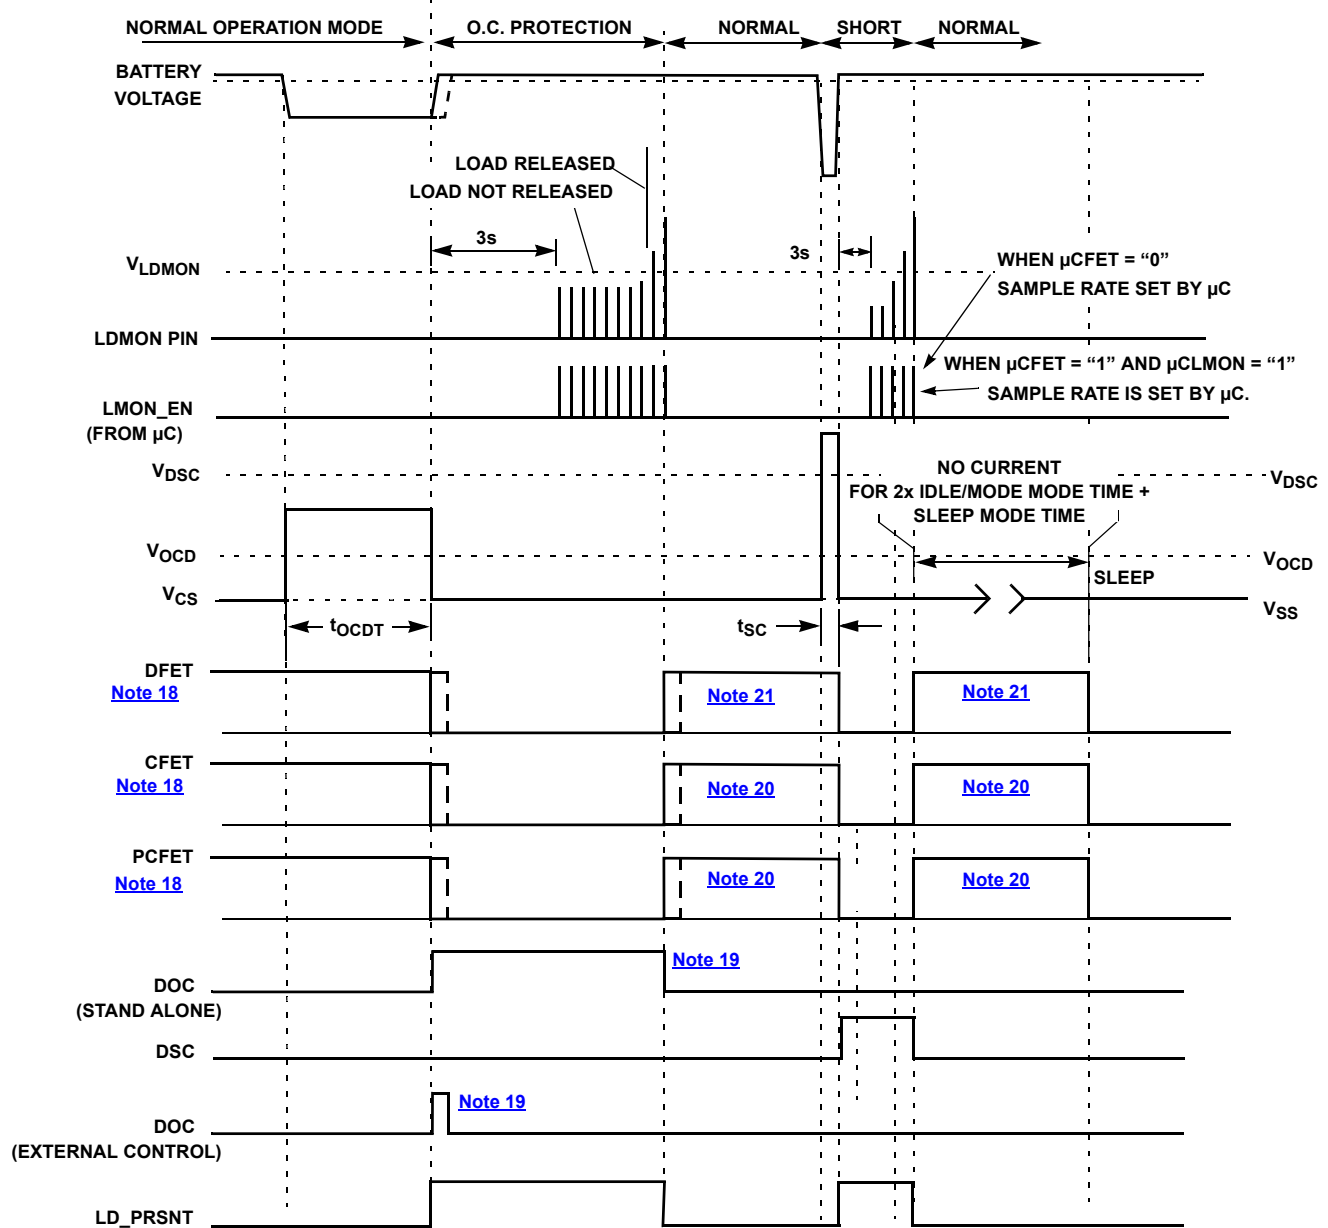 NORMAL OPERATION MODE
O.C. PROTECTION
NORMAL
SHORT
NORMAL
BATTERY
VOLTAGE
LOAD RELEASED
LOAD NOT RELEASED
3s
3s
VLDMON
WHEN µCFET = “0”
SAMPLE RATE SET BY µC
LDMON PIN
WHEN µCFET = “1” AND µCLMON = “1”
SAMPLE RATE IS SET BY µC.
LMON_EN
(FROM µC)
VDSC
NO CURRENT
FOR 2x IDLE/MODE MODE TIME +
SLEEP MODE TIME
VDSC
VOCD
VOCD
SLEEP
VCS
VSS
tOCDT
tSC
DFET
Note 18
Note 21
Note 21
CFET
Note 18
Note 20
Note 20
PCFET
Note 18
Note 20
Note 20
Note 19
DOC
(STAND ALONE)
DSC
Note 19
DOC
(EXTERNAL CONTROL)
LD_PRSNT